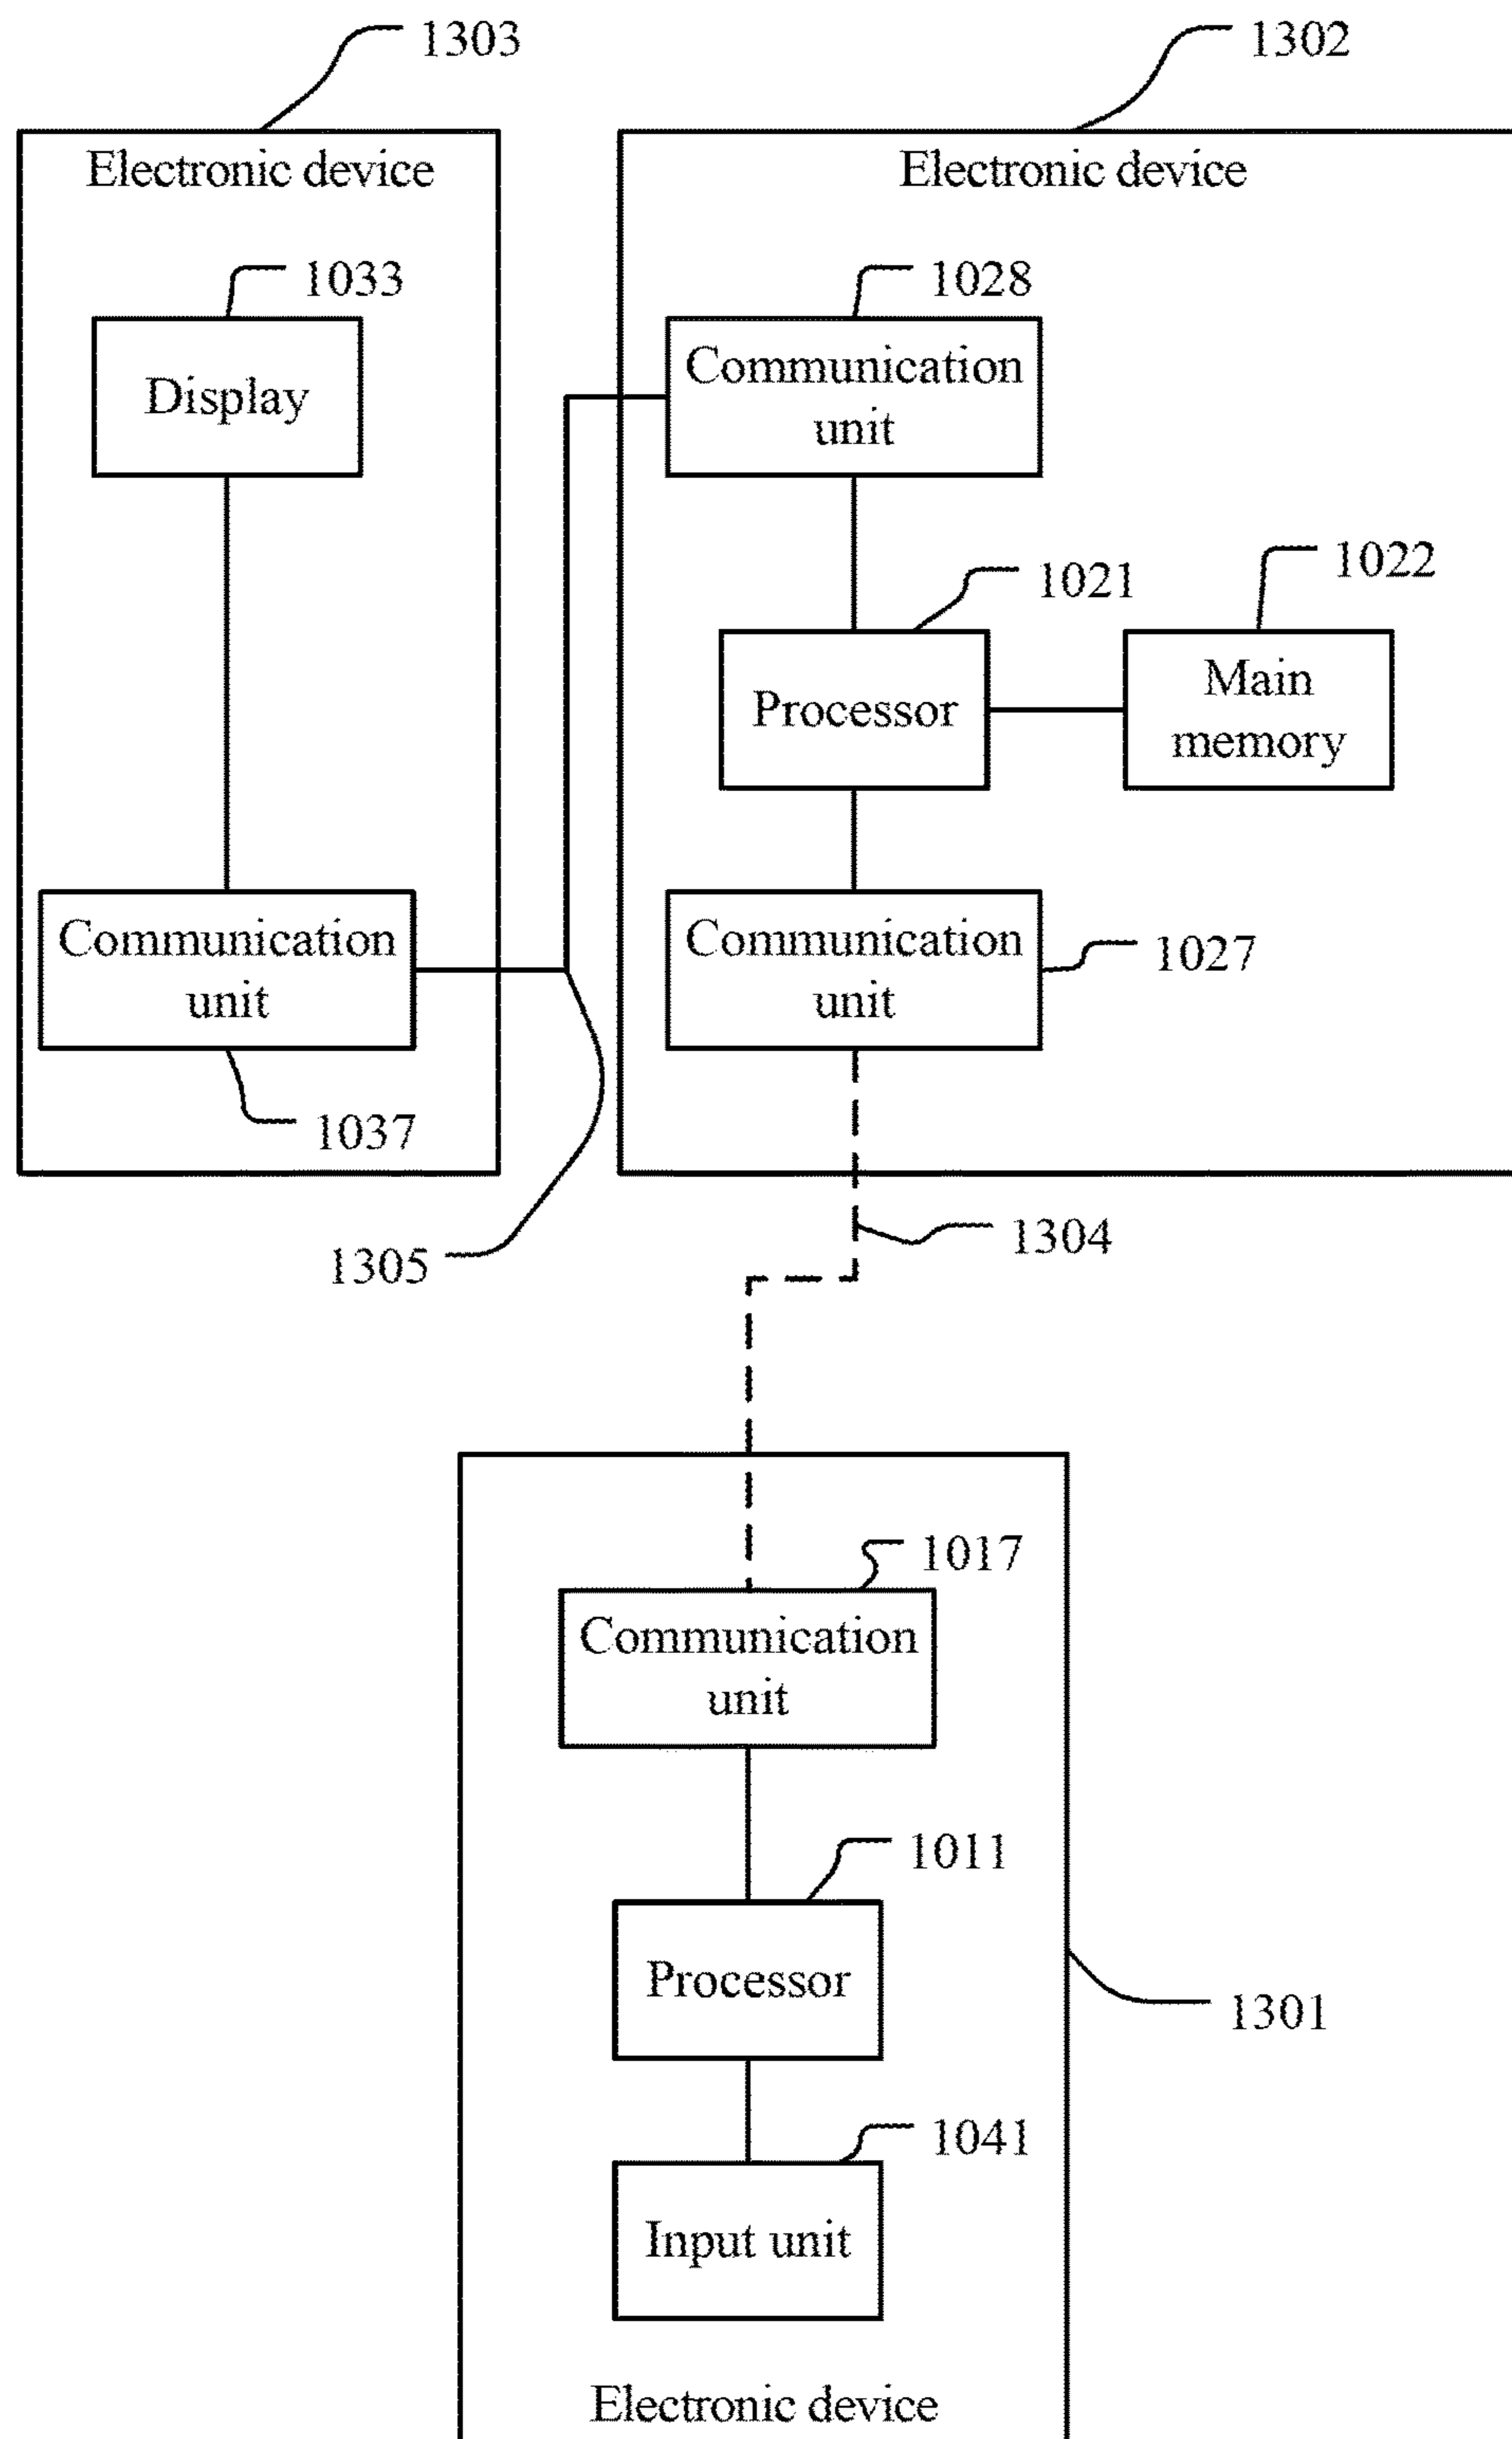 1303
1302
Electronic device
Electronic device
1033
1028
Display
Communication
unit
1021
1022
Processor
Main
memory
Communication
unit
Communication
unit
1027
1037
1304
1305
1017
Communication
unit
1011
Processor
1301
1041
Input unit
Electronic device